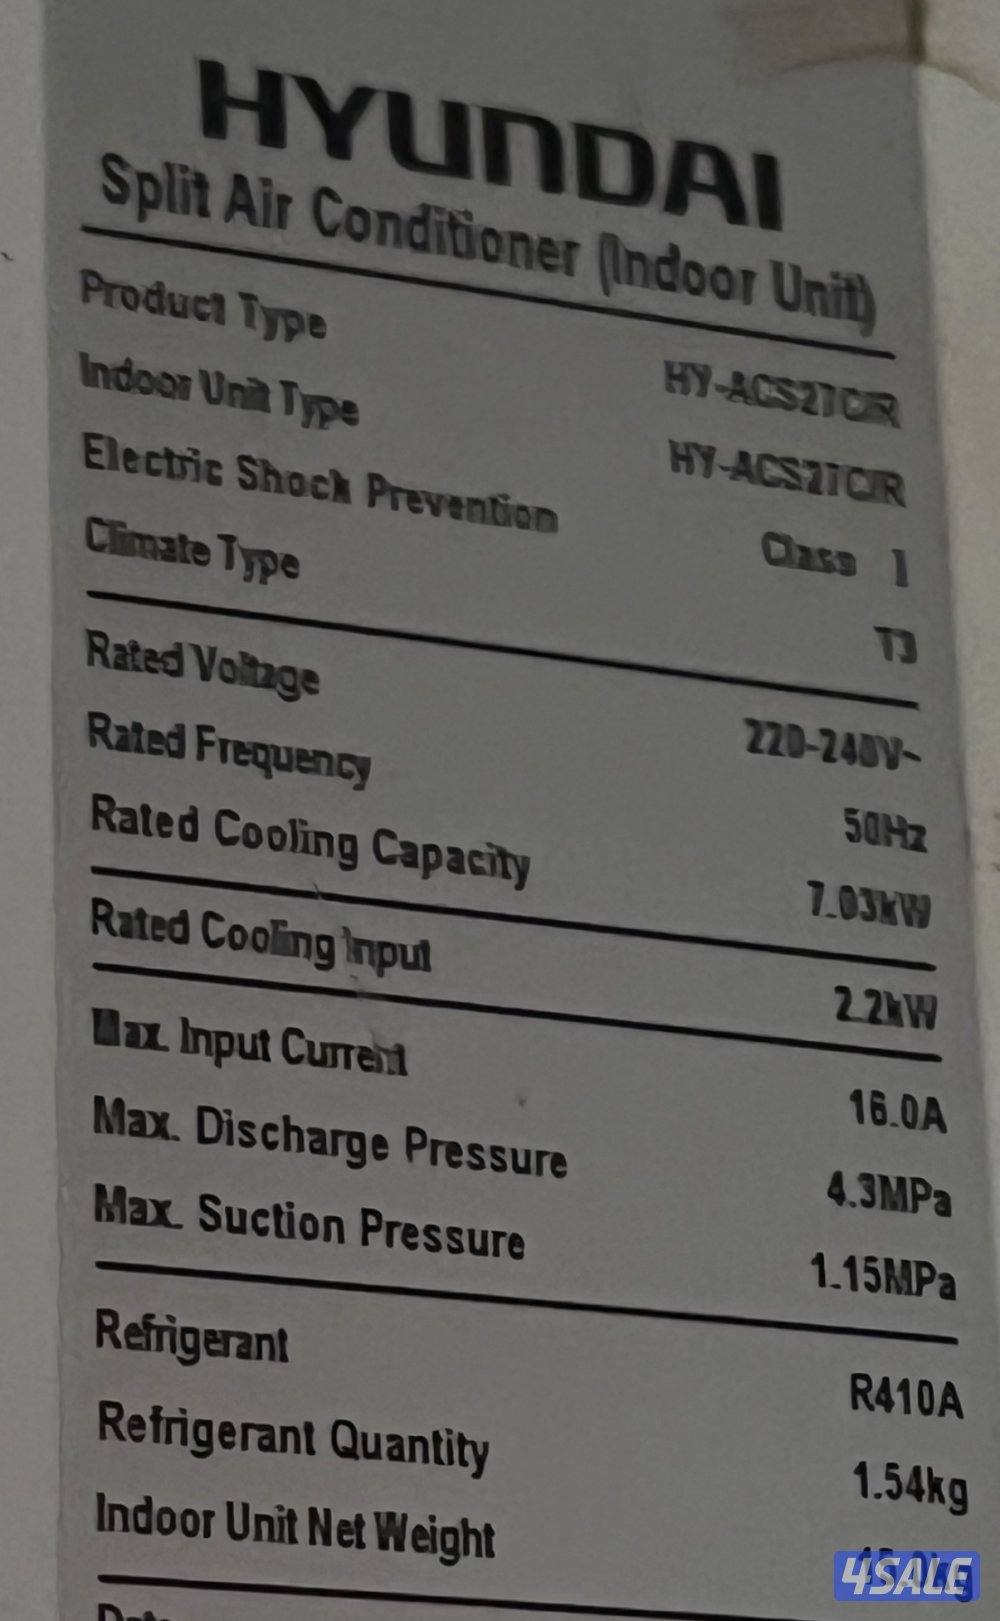 HYUNDAI
Split Air Conditioner (Indoor Unit)
Product Type HY-ACS27C/R
Indoor Unit Type HY-ACS27C/R
Electric Shock Prevention Class I
Climate Type T3
Rated Voltage 220-240V~
Rated Frequency 50Hz
Rated Cooling Capacity 7.03kW
Rated Cooling Input 2.2kW
Max. Input Current 16.0A
Max. Discharge Pressure 4.3MPa
Max. Suction Pressure 1.15MPa
Refrigerant R410A
Refrigerant Quantity 1.54kg
Indoor Unit Net Weight
4SALE